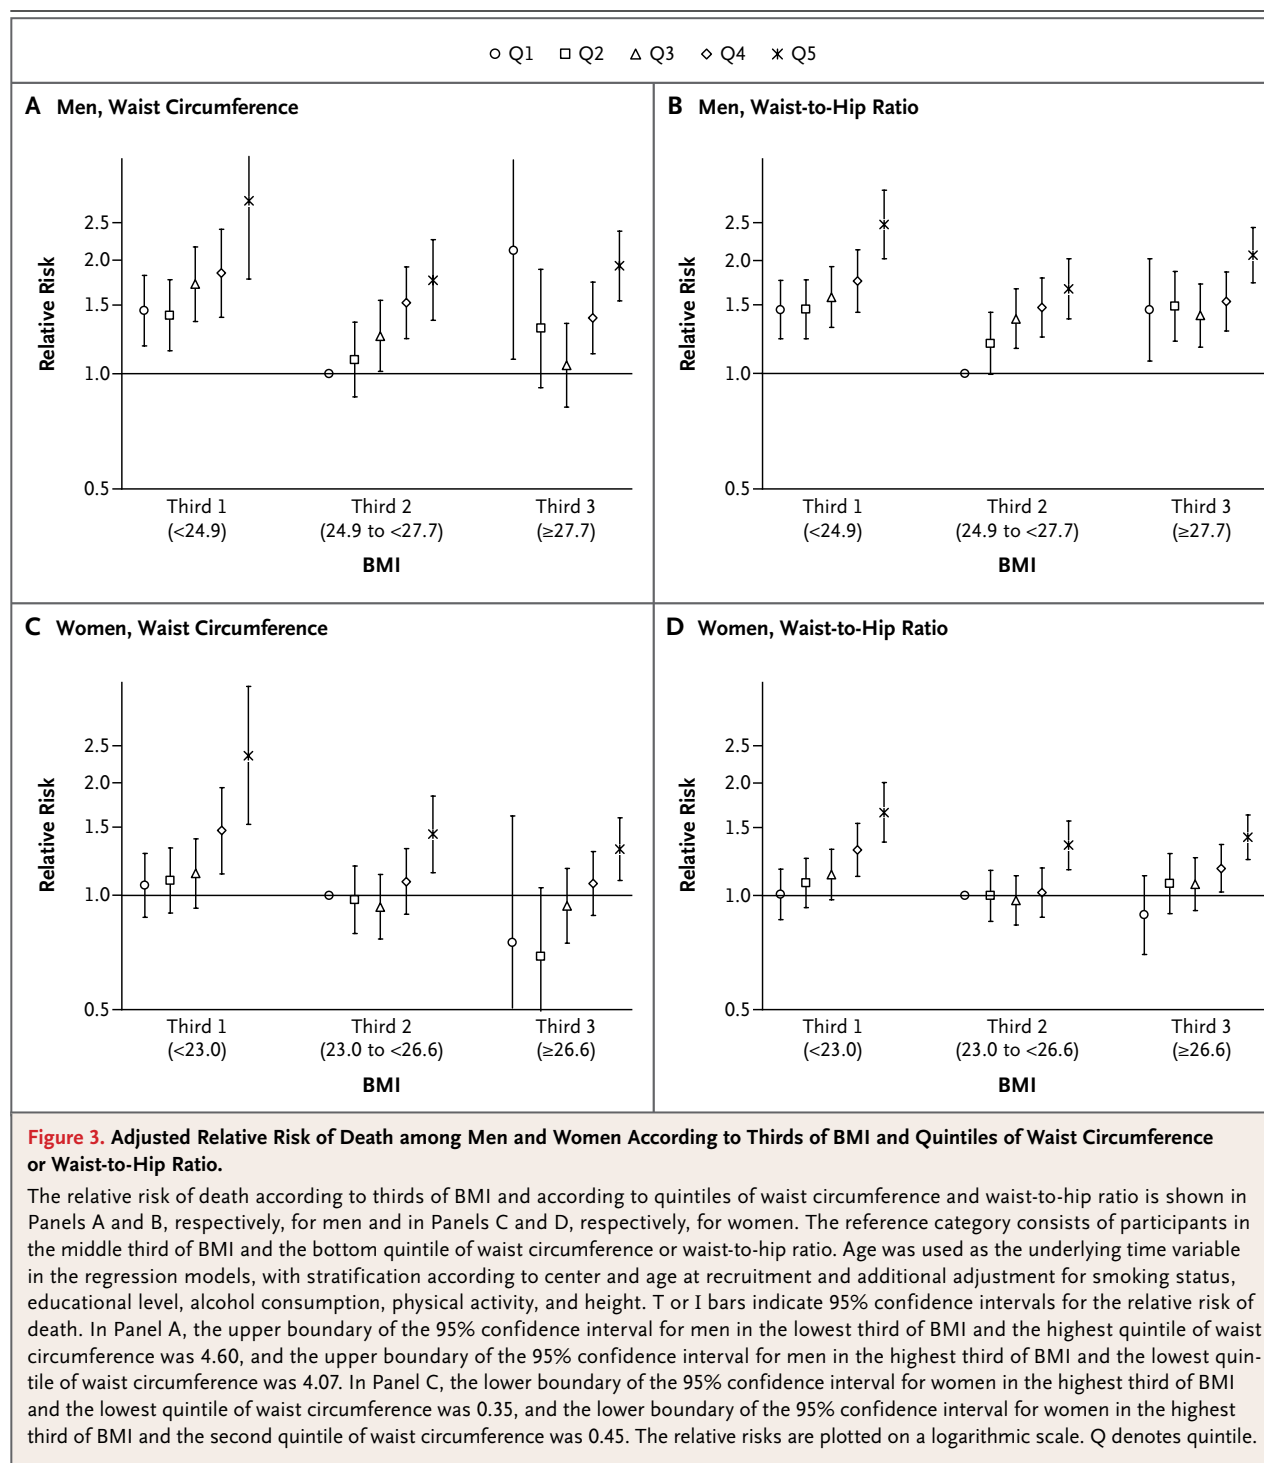 Q1 Q2 Q3 Q4 Q5
A Men, Waist Circumference
Relative Risk
2.5
2.0
1.5
1.0
0.5
Third 1
(<24.9)
Third 2
(24.9 to <27.7)
Third 3
(≥27.7)
BMI
B Men, Waist-to-Hip Ratio
Relative Risk
2.5
2.0
1.5
1.0
0.5
Third 1
(<24.9)
Third 2
(24.9 to <27.7)
Third 3
(≥27.7)
BMI
C Women, Waist Circumference
Relative Risk
2.5
2.0
1.5
1.0
0.5
Third 1
(<23.0)
Third 2
(23.0 to <26.6)
Third 3
(≥26.6)
BMI
D Women, Waist-to-Hip Ratio
Relative Risk
2.5
2.0
1.5
1.0
0.5
Third 1
(<23.0)
Third 2
(23.0 to <26.6)
Third 3
(≥26.6)
BMI
Figure 3. Adjusted Relative Risk of Death among Men and Women According to Thirds of BMI and Quintiles of Waist Circumference
or Waist-to-Hip Ratio.
The relative risk of death according to thirds of BMI and according to quintiles of waist circumference and waist-to-hip ratio is shown in
Panels A and B, respectively, for men and in Panels C and D, respectively, for women. The reference category consists of participants in
the middle third of BMI and the bottom quintile of waist circumference or waist-to-hip ratio. Age was used as the underlying time variable
in the regression models, with stratification according to center and age at recruitment and additional adjustment for smoking status,
educational level, alcohol consumption, physical activity, and height. T or I bars indicate 95% confidence intervals for the relative risk of
death. In Panel A, the upper boundary of the 95% confidence interval for men in the lowest third of BMI and the highest quintile of waist
circumference was 4.60, and the upper boundary of the 95% confidence interval for men in the highest third of BMI and the lowest quin-
tile of waist circumference was 4.07. In Panel C, the lower boundary of the 95% confidence interval for women in the highest third of BMI
and the lowest quintile of waist circumference was 0.35, and the lower boundary of the 95% confidence interval for women in the highest
third of BMI and the second quintile of waist circumference was 0.45. The relative risks are plotted on a logarithmic scale. Q denotes quintile.